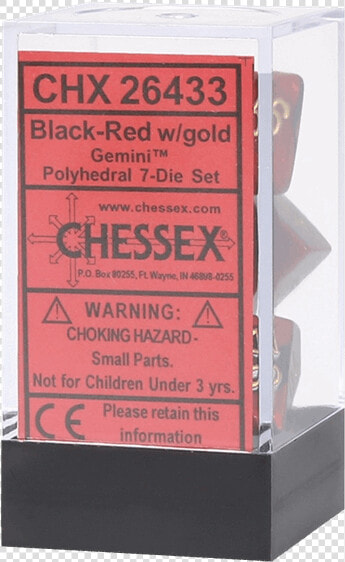 CHX 26433
Black-Red w/gold
Gemini™
Polyhedral 7-Die Set
www.chessex.com
CHESSEX®
P.O. Box 80255, Ft. Wayne, IN 46898-0255
WARNING:
CHOKING HAZARD-
Small Parts.
Not for Children Under 3 yrs.
CE Please retain this
information